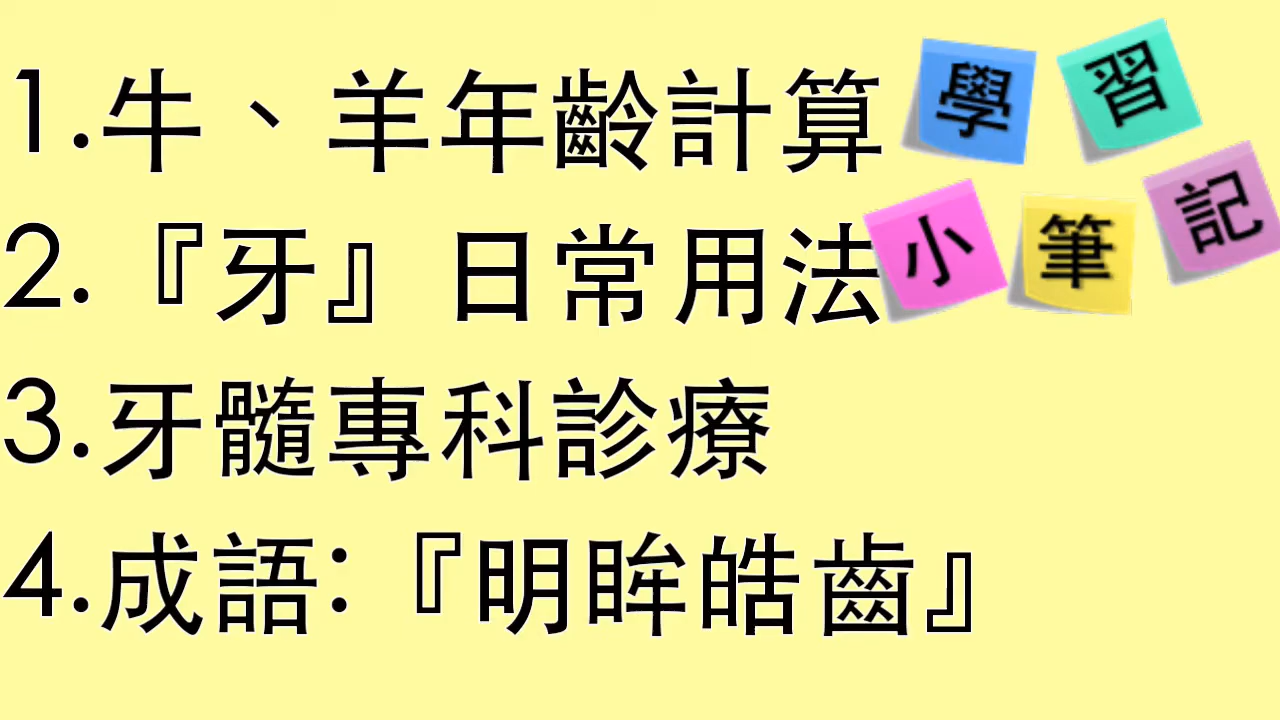 1.牛、羊年齡計算
2.『牙』日常用法
3.牙髓專科診療
4.成語:『明眸皓齒』
學習
小筆記